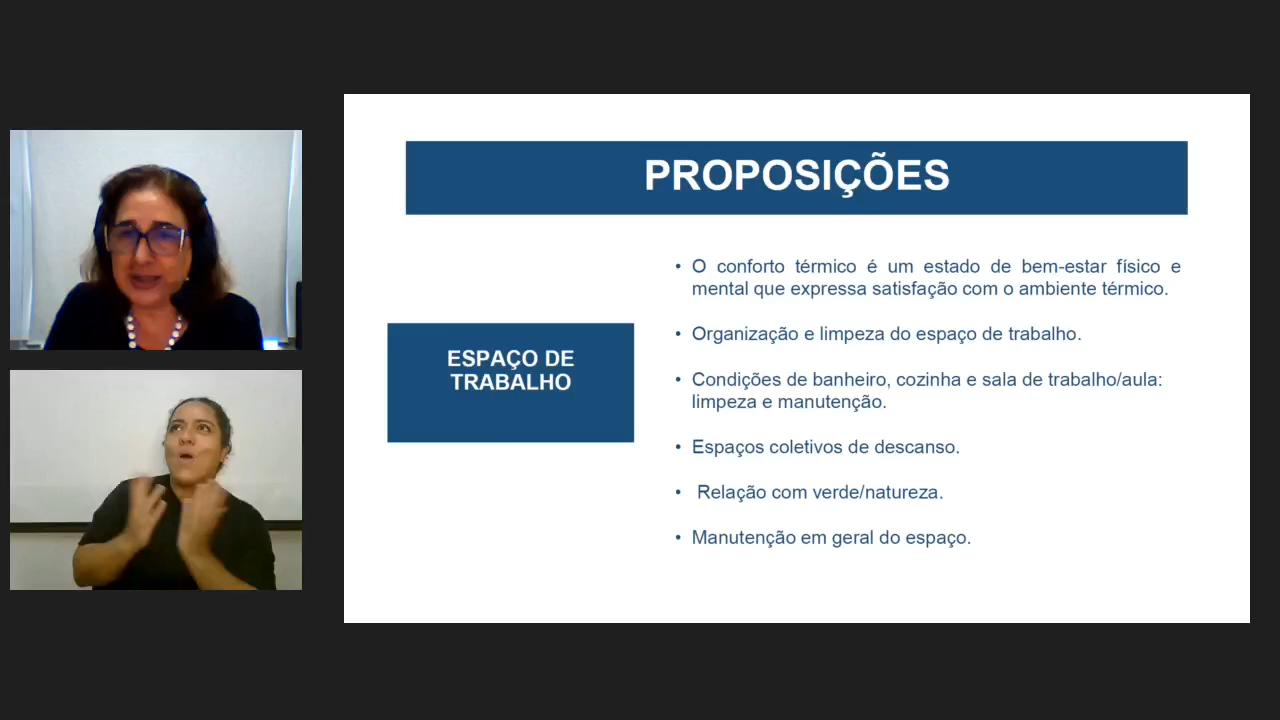 PROPOSIÇÕES
ESPAÇO DE
TRABALHO
• O conforto térmico é um estado de bem-estar físico e
mental que expressa satisfação com o ambiente térmico.
• Organização e limpeza do espaço de trabalho.
• Condições de banheiro, cozinha e sala de trabalho/aula:
limpeza e manutenção.
• Espaços coletivos de descanso.
• Relação com verde/natureza.
• Manutenção em geral do espaço.